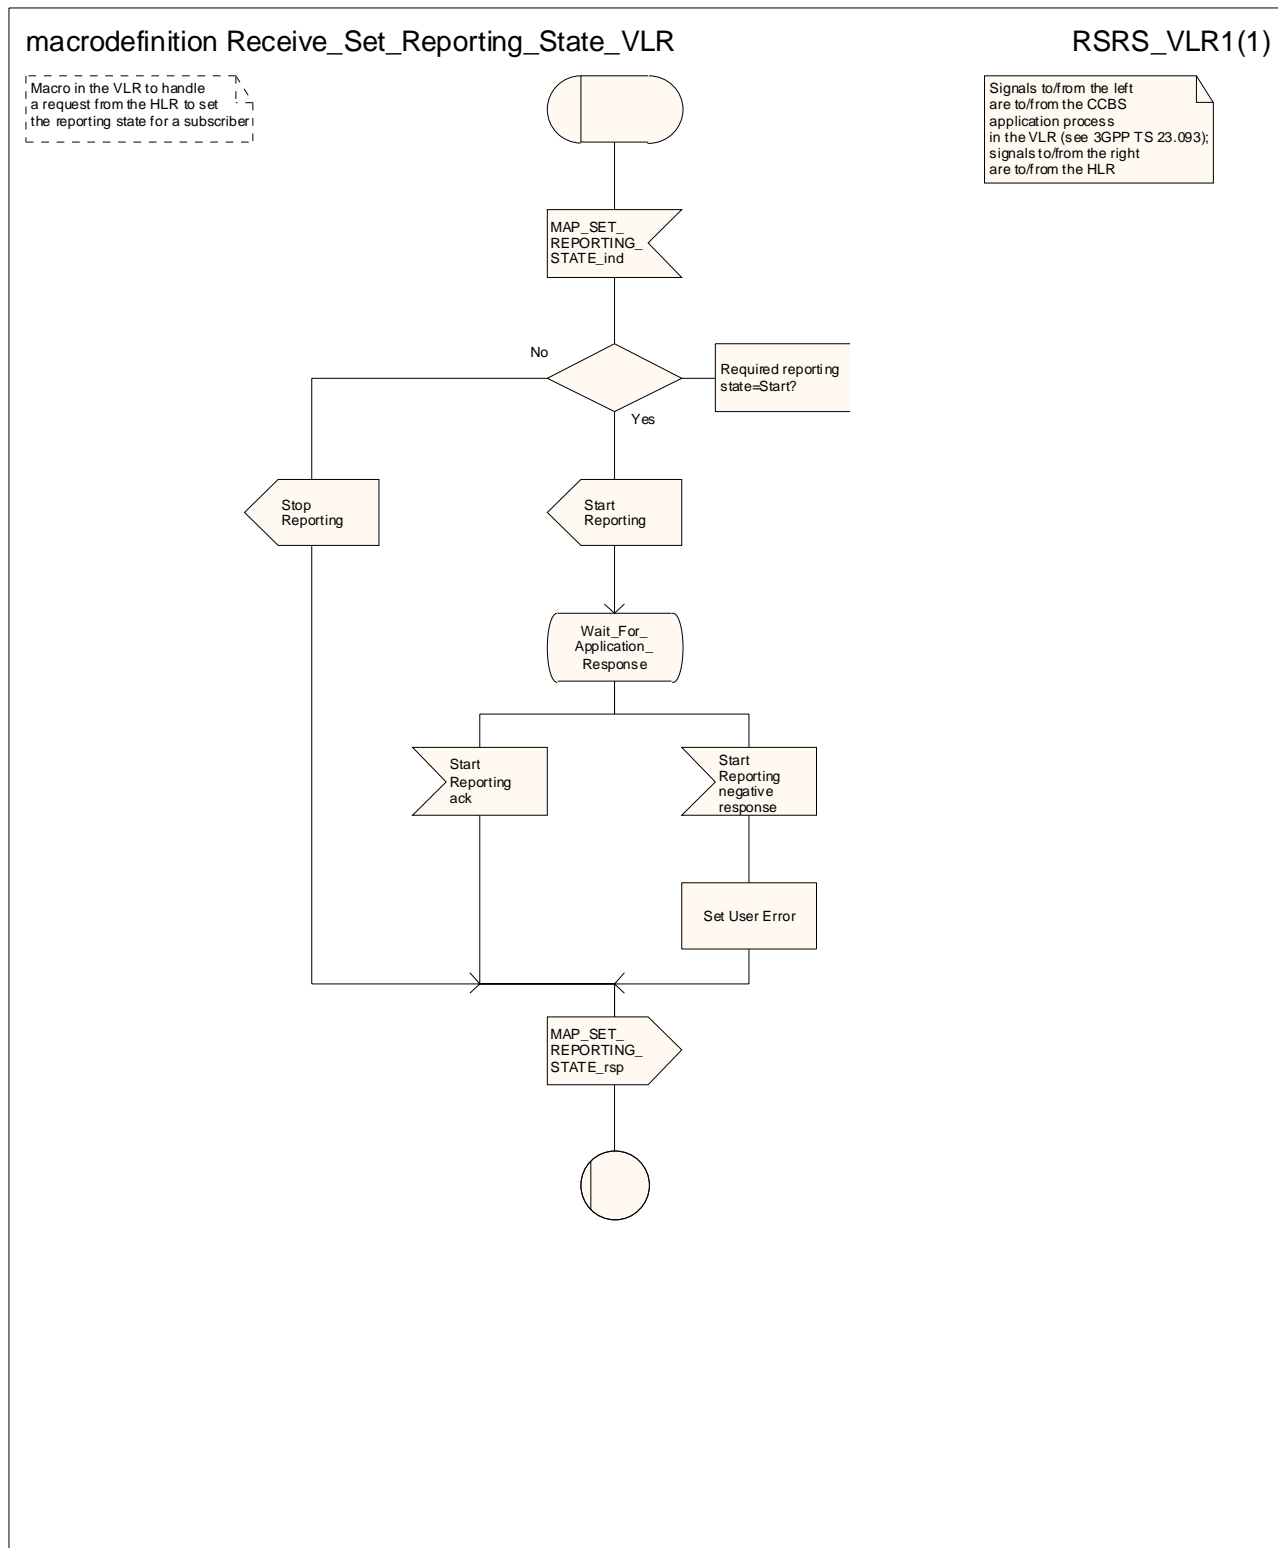 macrodefinition Receive_Set_Reporting_State_VLR
RSRS_VLR1(1)
Macro in the VLR to handle
a request from the HLR to set
the reporting state for a subscriber
Signals to/from the left
are to/from the CCBS
application process
in the VLR (see 3GPP TS 23.093);
signals to/from the right
are to/from the HLR
MAP_SET_
REPORTING_
STATE_ind
No
Required reporting
state=Start?
Yes
Stop
Reporting
Start
Reporting
Wait_For_
Application_
Response
Start
Reporting
ack
Start
Reporting
negative
response
Set User Error
MAP_SET_
REPORTING_
STATE_rsp